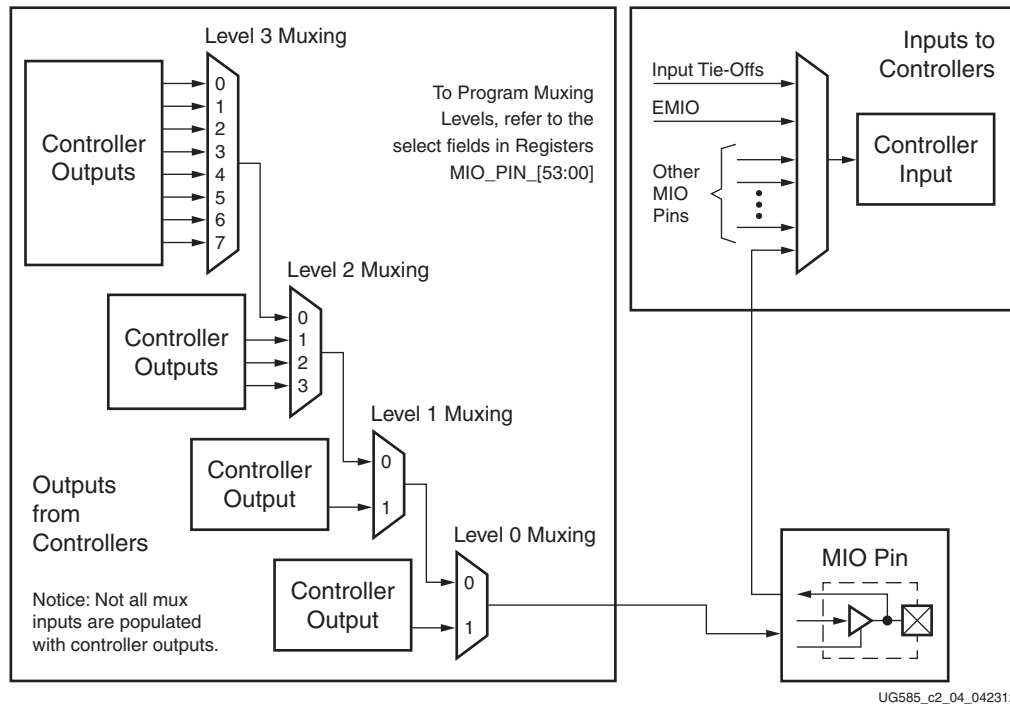 Level 3 Muxing
Controller
Outputs
0
1
2
3
4
5
6
7
To Program Muxing
Levels, refer to the
select fields in Registers
MIO_PIN_[53:00]
Level 2 Muxing
Controller
Outputs
0
1
2
3
Level 1 Muxing
Controller
Output
0
1
Level 0 Muxing
Controller
Output
0
1
Outputs
from
Controllers
Notice: Not all mux
inputs are populated
with controller outputs.
Inputs to
Controllers
Input Tie-Offs
EMIO
Other
MIO
Pins
Controller
Input
MIO Pin
UG585_c2_04_042312